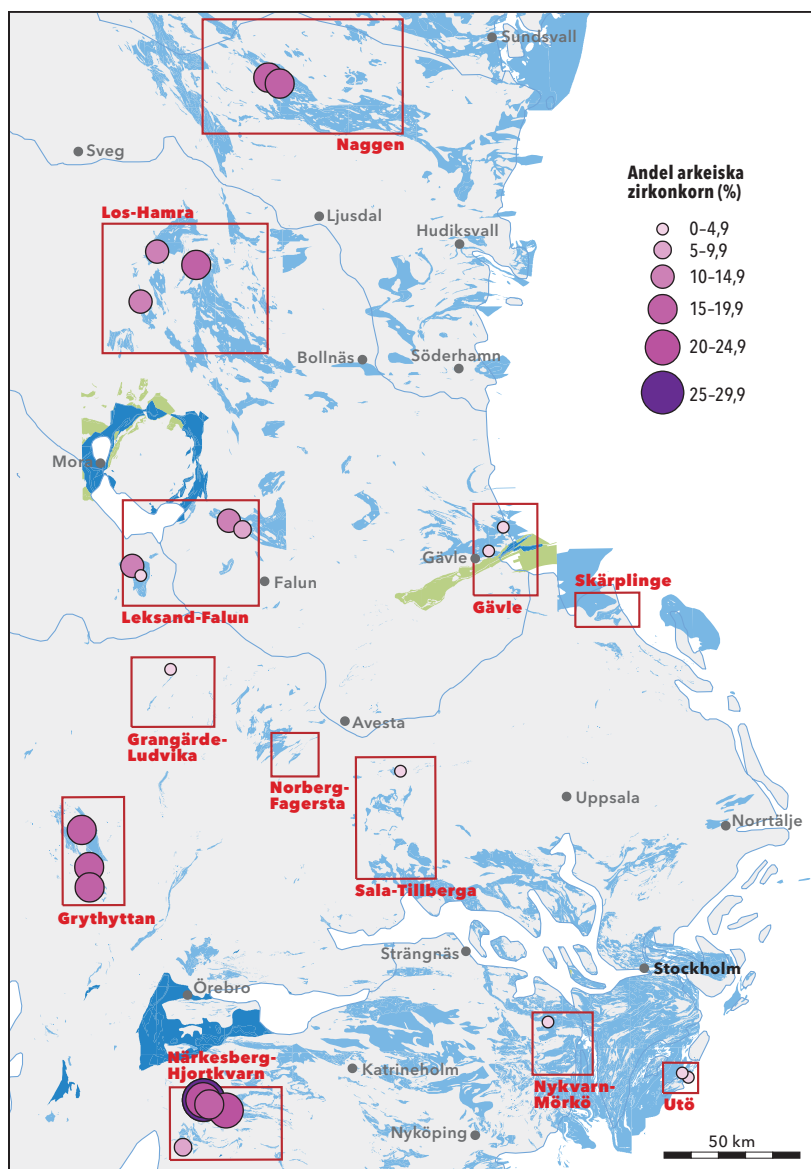 Sundsvall
Naggen
Sveg
Andel arkeiska
zirkonkorn (%)
0–4,9
5–9,9
10–14,9
15–19,9
20–24,9
25–29,9
Los-Hamra
Ljusdal
Hudiksvall
Bollnäs
Söderhamn
Mora
Gävle
Falun
Skärplinge
Leksand-Falun
Gävle
Avesta
Grangärde-
Ludvika
Norberg-
Fagersta
Uppsala
Norrtälje
Sala-Tillberga
Grythyttan
Strängnäs
Stockholm
Örebro
Närkesberg-
Hjortkvarn
Katrineholm
Nykvarn-
Mörkö
Utö
Nyköping
50 km